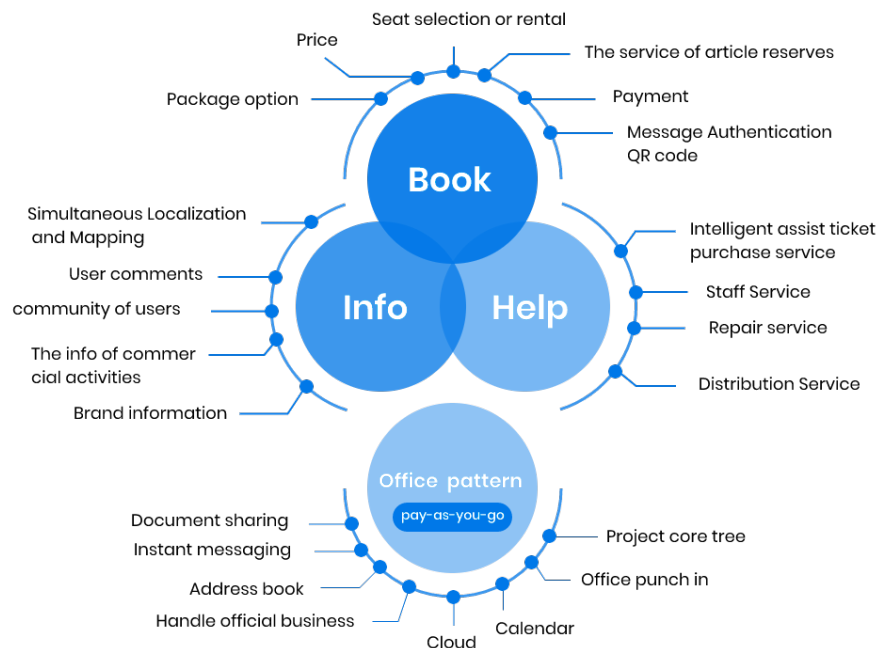 Seat selection or rental
Price
The service of article reserves
Package option
Payment
Message Authentication
QR code
Book
Simultaneous Localization
and Mapping
User comments
community of users
The info of commer
cial activities
Brand information
Info
Help
Intelligent assist ticket
purchase service
Staff Service
Repair service
Distribution Service
Office pattern
pay-as-you-go
Document sharing
Instant messaging
Address book
Handle official business
Cloud
Calendar
Office punch in
Project core tree